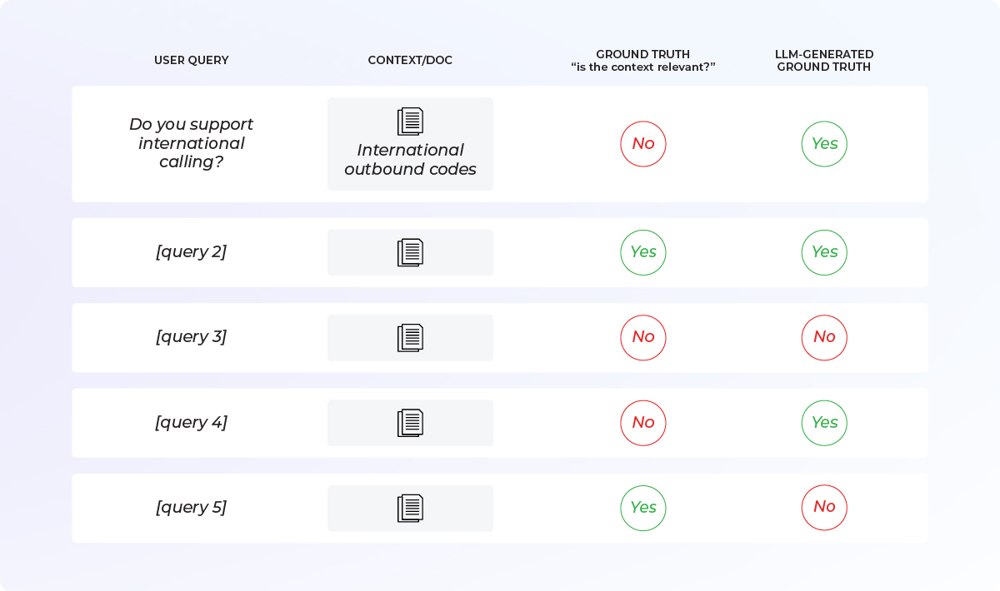 USER QUERY
CONTEXT/DOC
GROUND TRUTH
“is the context relevant?”
LLM-GENERATED
GROUND TRUTH
Do you support
international
calling?
International
outbound codes
No
Yes
[query 2]
Yes
Yes
[query 3]
No
No
[query 4]
No
Yes
[query 5]
Yes
No